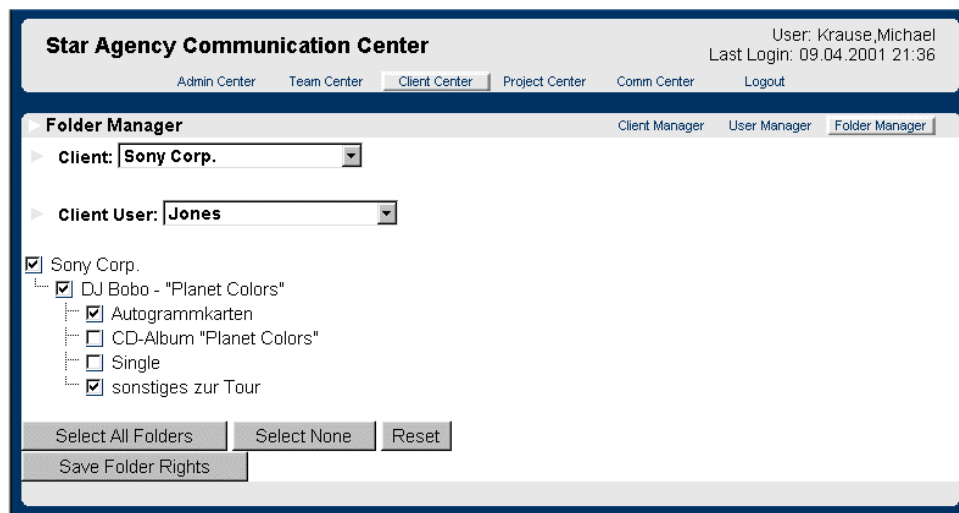 Star Agency Communication Center
User: Krause,Michael
Last Login: 09.04.2001 21:36
Admin Center Team Center Client Center Project Center Comm Center Logout
Folder Manager
Client Manager User Manager Folder Manager
Client: Sony Corp.
Client User: Jones
Sony Corp.
DJ Bobo - "Planet Colors"
Autogrammkarten
CD-Album "Planet Colors"
Single
sonstiges zur Tour
Select All Folders Select None Reset
Save Folder Rights